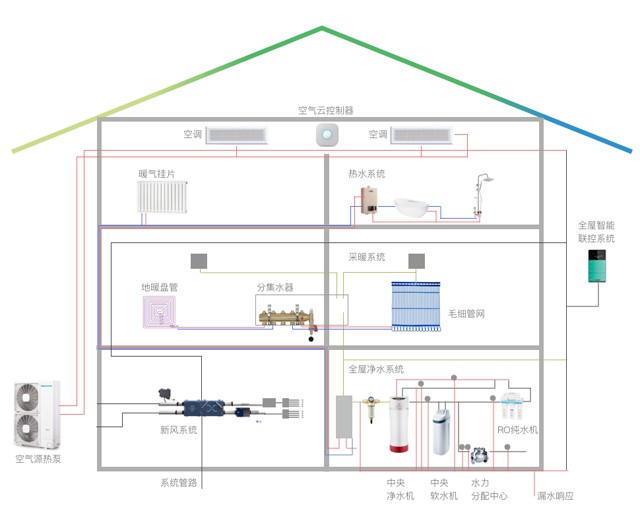 空气云控制器
空调
空调
暖气挂片
热水系统
全屋智能
联控系统
采暖系统
地暖盘管
分集水器
毛细管网
全屋净水系统
新风系统
RO纯水机
空气源热泵
系统管路
中央
净水机
中央
软水机
水力
分配中心
漏水响应